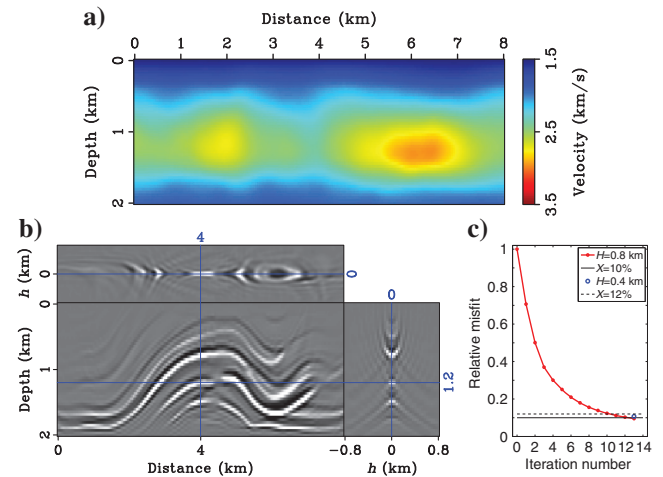 a)
Distance (km)
0 1 2 3 4 5 6 7 8
Depth (km)
0
1
2
Velocity (km/s)
1.5
2.5
3.5
b)
4
h (km)
0
0
0
Depth (km)
0
1
2
1.2
0 4
Distance (km)
−0.8 0 0.8
h (km)
c)
H=0.8 km
X=10%
H=0.4 km
X=12%
Relative misfit
1
0.8
0.6
0.4
0.2
0
0 2 4 6 8 10 12 14
Iteration number